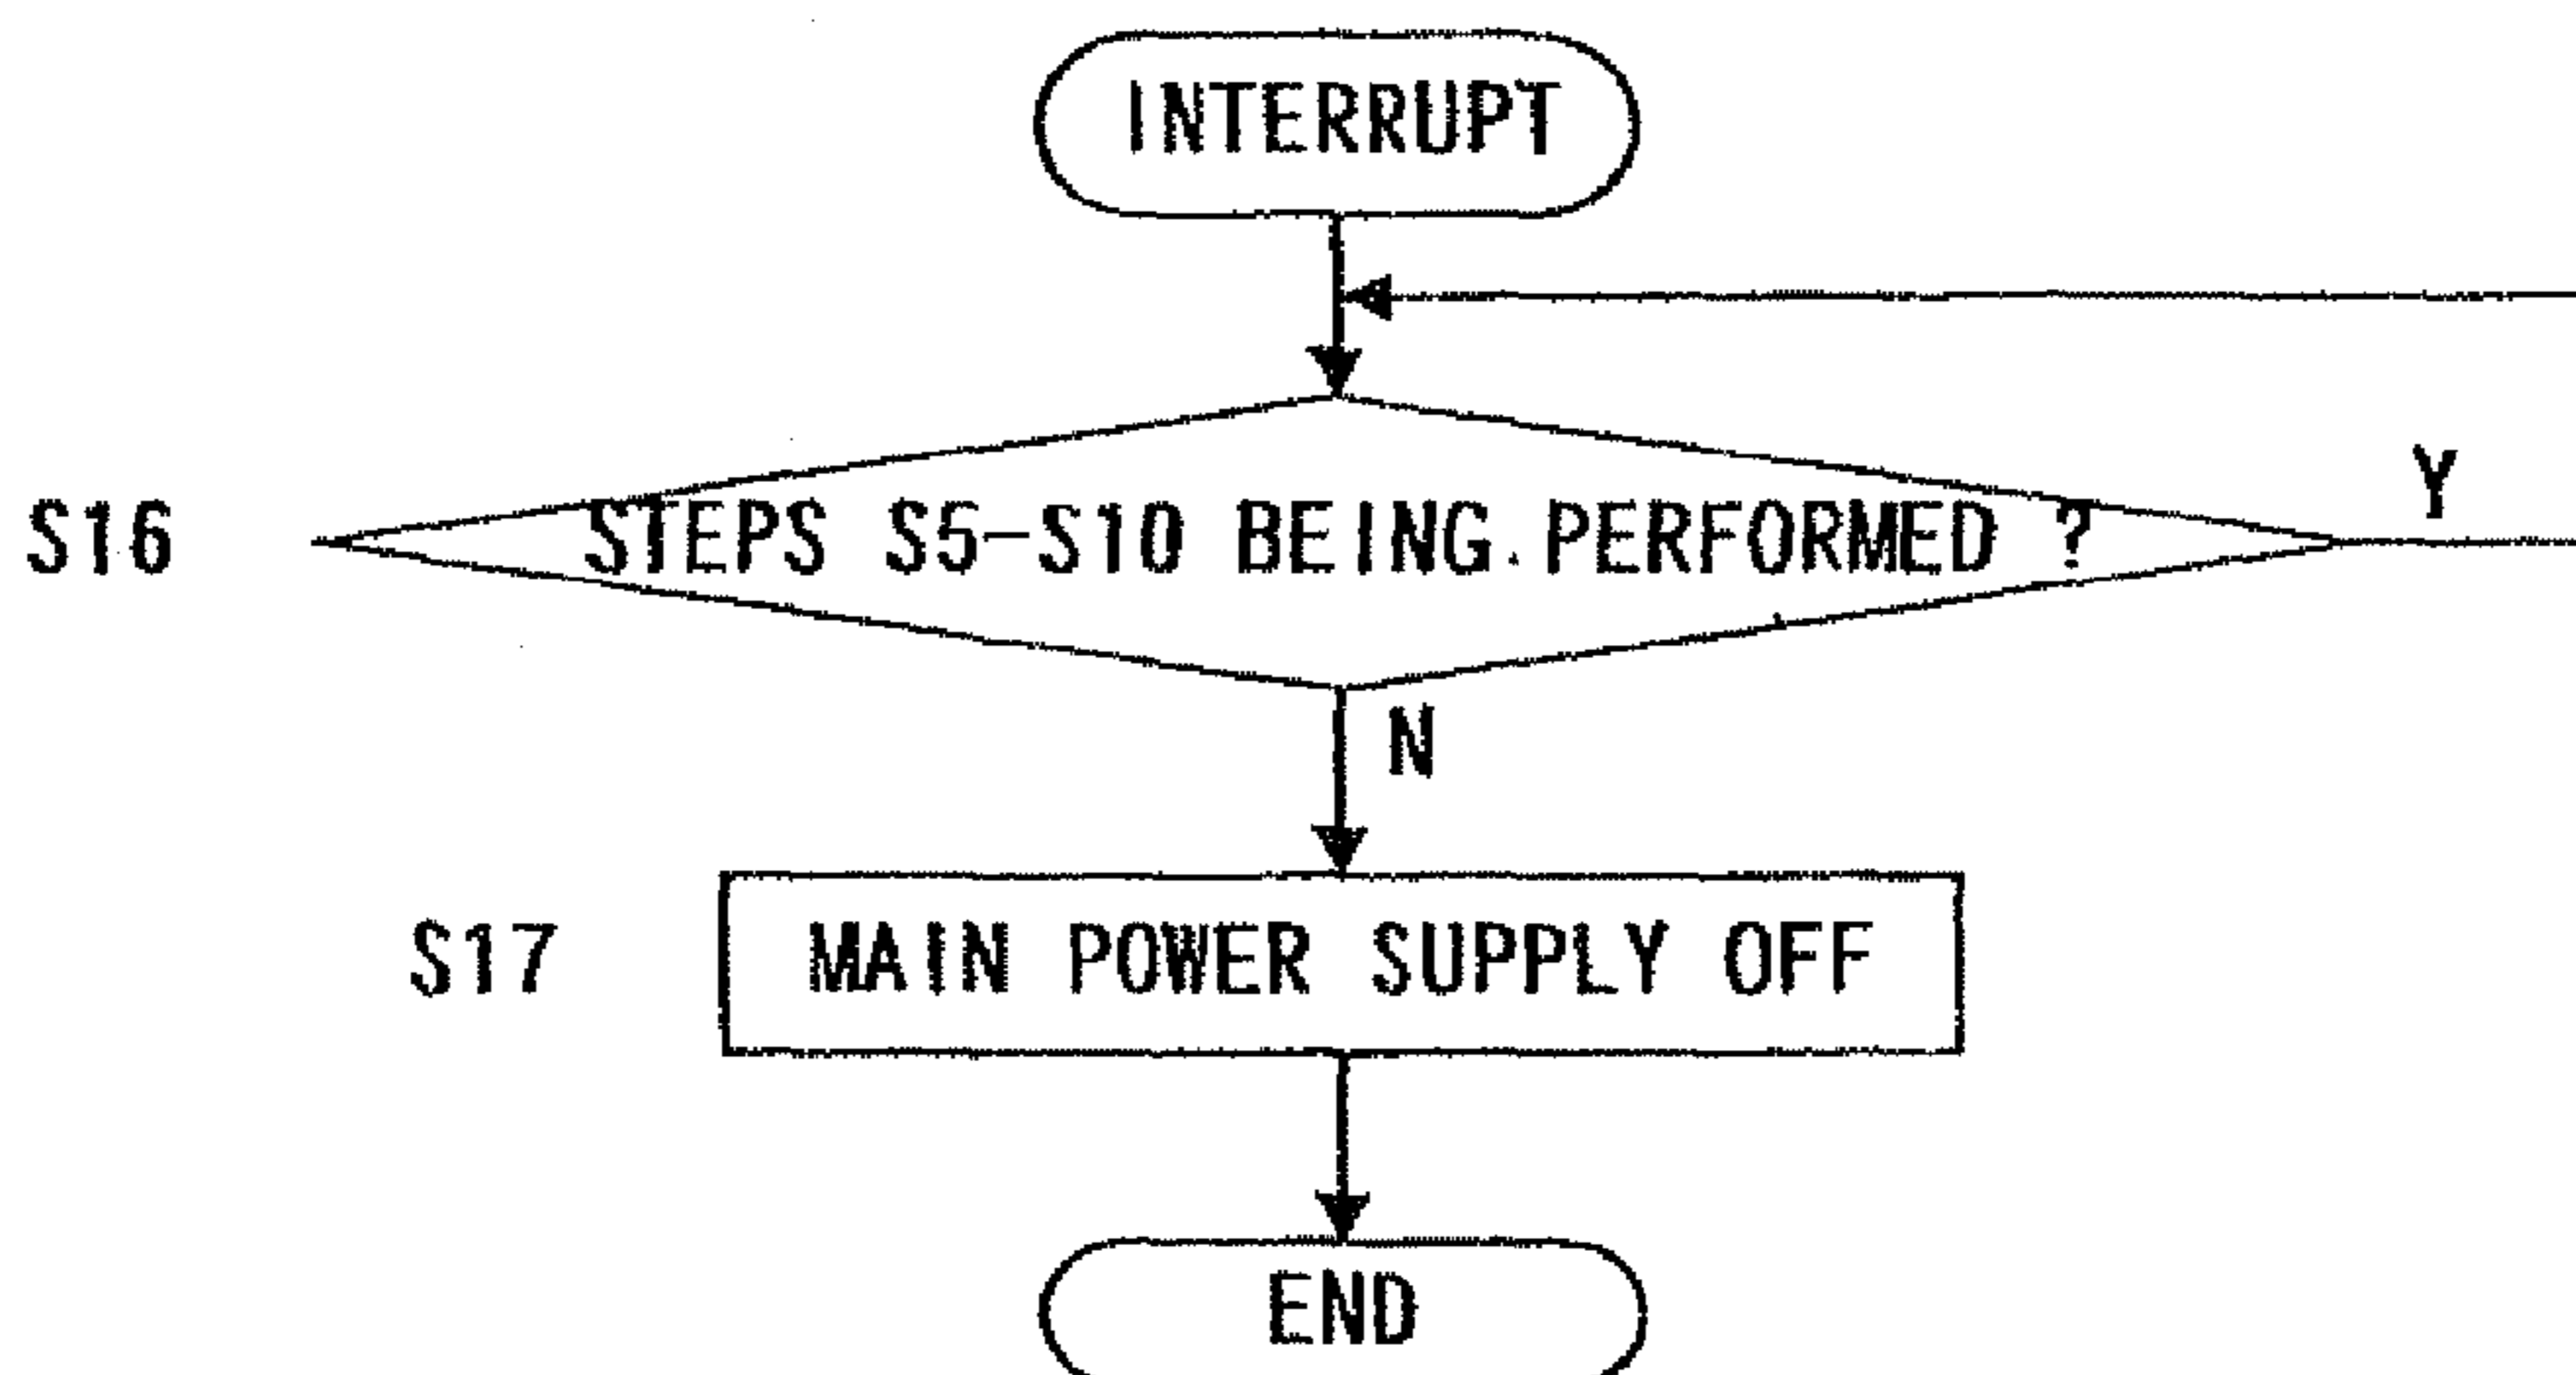 INTERRUPT
S16
STEPS S5-S10 BEING PERFORMED ?
Y
N
S17
MAIN POWER SUPPLY OFF
END